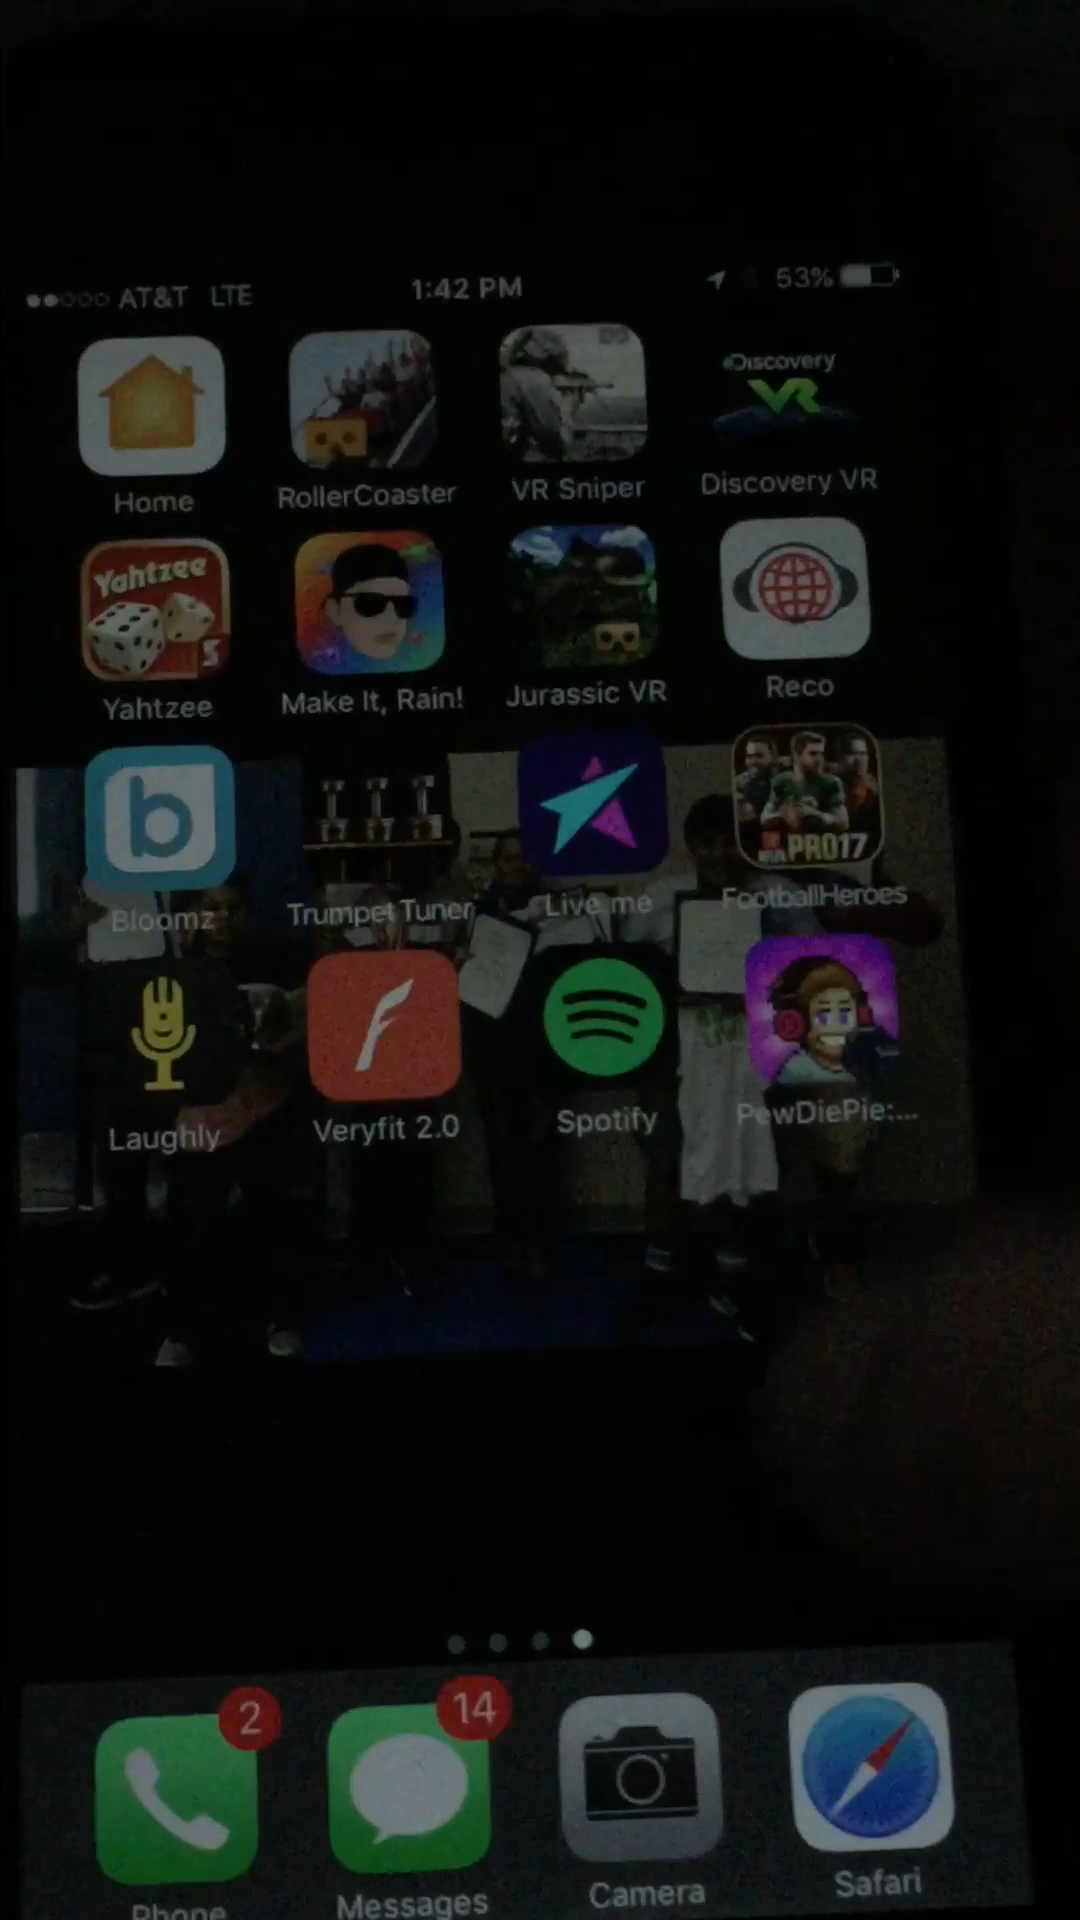 AT&T LTE 1:42 PM 53%
Discovery
VR
Home RollerCoaster VR Sniper Discovery VR
Yahtzee
Yahtzee Make It, Rain! Jurassic VR Reco
b
PRO17
Bloomz Trumpet Tuner Live.me FootballHeroes
Laughly Veryfit 2.0 Spotify PewDiePie:...
2 14
Phone Messages Camera Safari